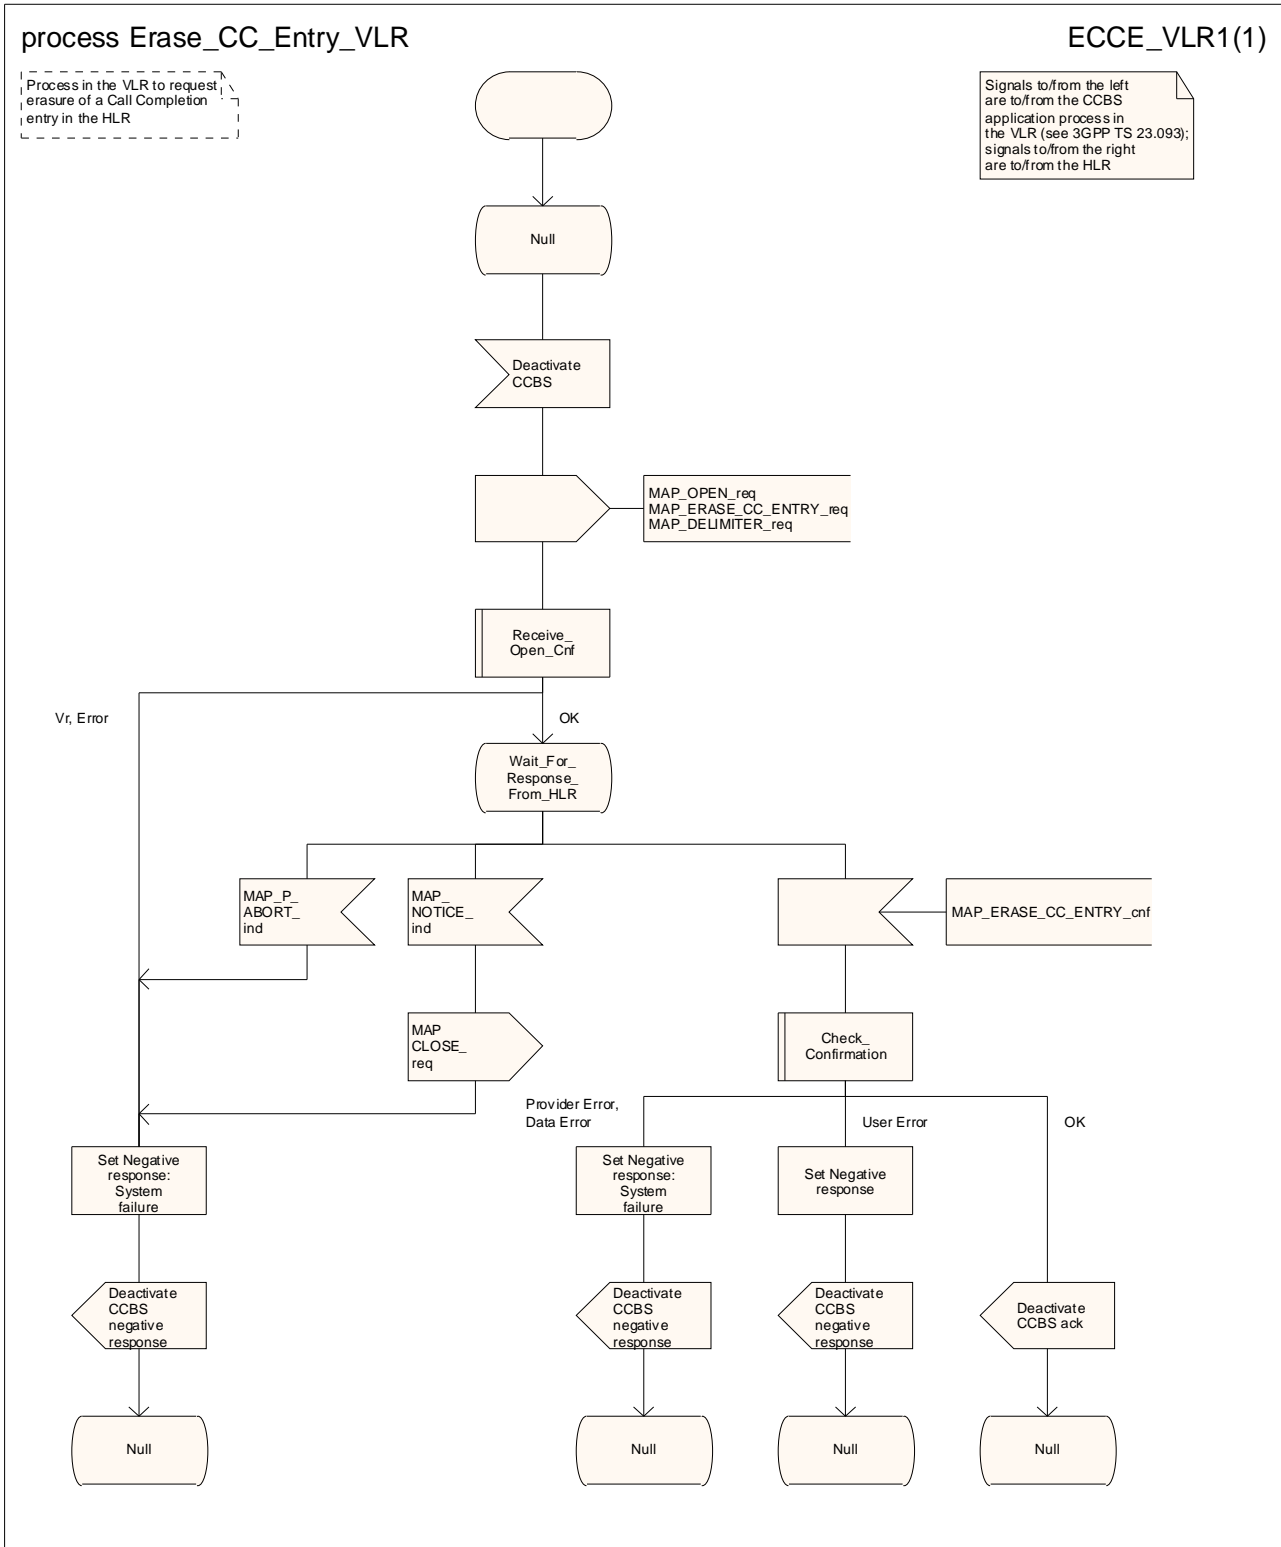 process Erase_CC_Entry_VLR
ECCE_VLR1(1)
Process in the VLR to request
erasure of a Call Completion
entry in the HLR
Signals to/from the left
are to/from the CCBS
application process in
the VLR (see 3GPP TS 23.093);
signals to/from the right
are to/from the HLR
Null
Deactivate
CCBS
MAP_OPEN_req
MAP_ERASE_CC_ENTRY_req
MAP_DELIMITER_req
Receive_
Open_Cnf
Vr, Error
OK
Wait_For_
Response_
From_HLR
MAP_P_
ABORT_
ind
MAP_
NOTICE_
ind
MAP_ERASE_CC_ENTRY_cnf
MAP
CLOSE_
req
Check_
Confirmation
Provider Error,
Data Error
User Error
OK
Set Negative
response:
System
failure
Set Negative
response:
System
failure
Set Negative
response
Deactivate
CCBS
negative
response
Deactivate
CCBS
negative
response
Deactivate
CCBS
negative
response
Deactivate
CCBS ack
Null
Null
Null
Null